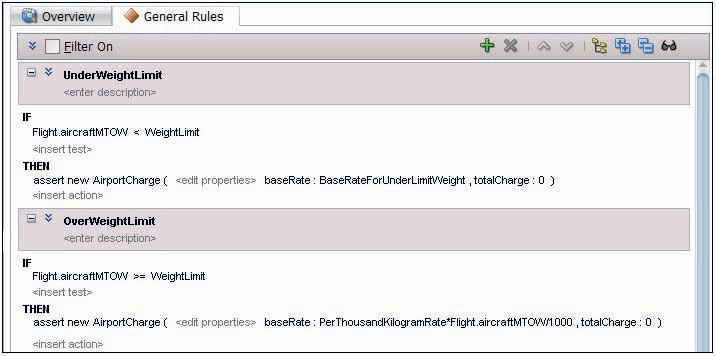 Overview General Rules
Filter On
UnderWeightLimit
<enter description>
IF
Flight.aircraftMTOW < WeightLimit
<insert test>
THEN
assert new AirportCharge ( <edit properties> baseRate : BaseRateForUnderLimitWeight , totalCharge : 0 )
<insert action>
OverWeightLimit
<enter description>
IF
Flight.aircraftMTOW >= WeightLimit
<insert test>
THEN
assert new AirportCharge ( <edit properties> baseRate : PerThousandKilogramRate*Flight.aircraftMTOW/1000 , totalCharge : 0 )
<insert action>